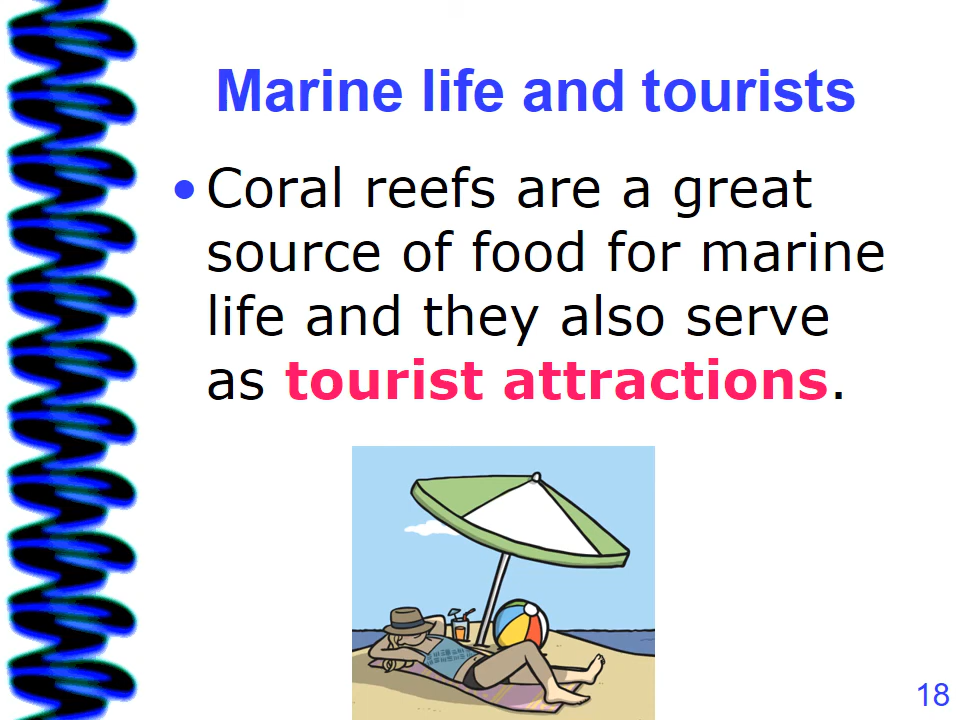 Marine life and tourists
• Coral reefs are a great
source of food for marine
life and they also serve
as tourist attractions.
18